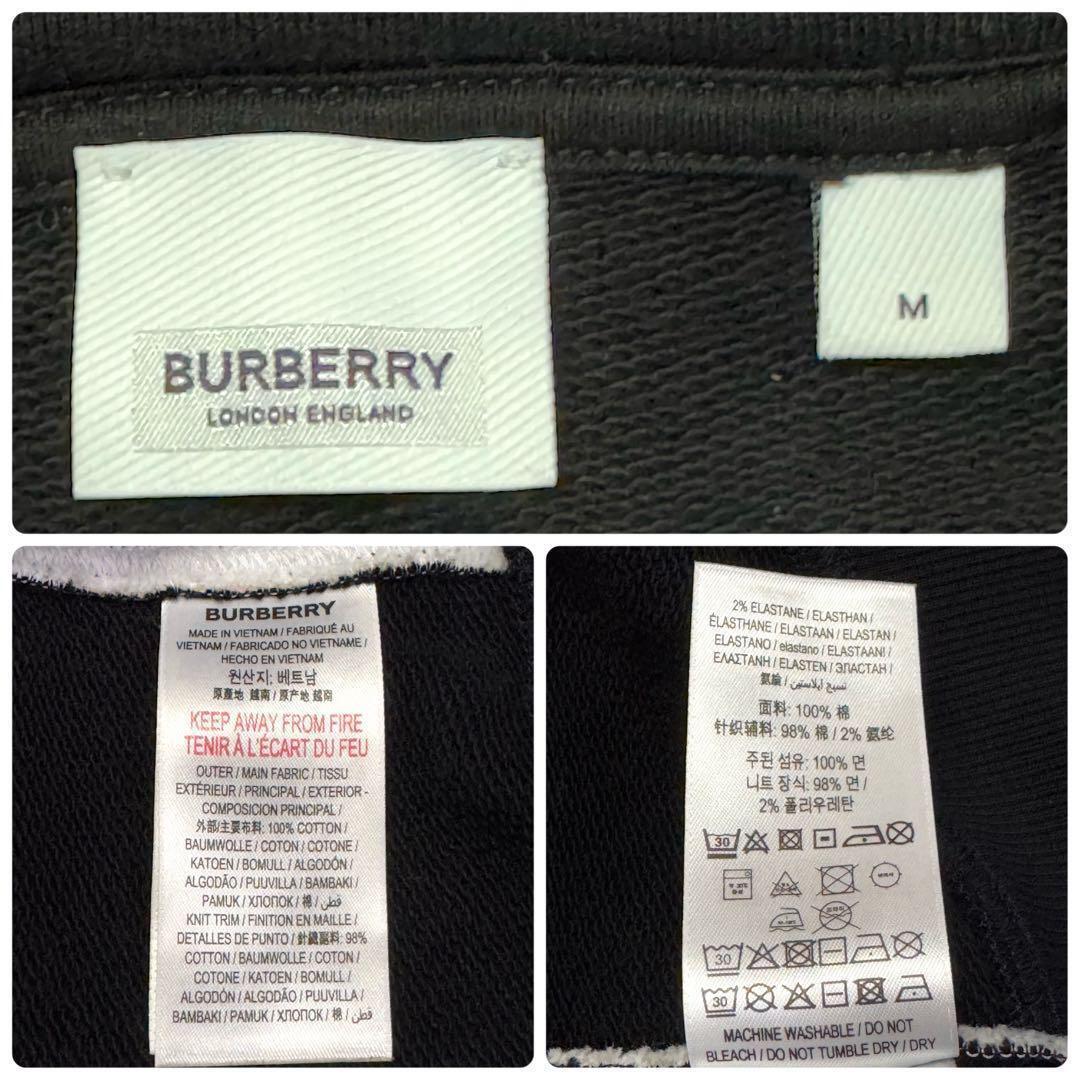 BURBERRY
LONDON ENGLAND
M
BURBERRY
MADE IN VIETNAM / FABRIQUÉ AU
VIETNAM / FABRICADO NO VIETNAME /
HECHO EN VIETNAM
원산지: 베트남
原產地 越南 / 原产地 越南
KEEP AWAY FROM FIRE
TENIR À L'ÉCART DU FEU
OUTER / MAIN FABRIC / TISSU
EXTÉRIEUR / PRINCIPAL / EXTERIOR -
COMPOSICION PRINCIPAL /
外部/主要布料: 100% COTTON /
BAUMWOLLE / COTON / COTONE /
KATOEN / BOMULL / ALGODÓN /
ALGODÃO / PUUVILLA / BAMBAKI /
PAMUK / ХЛОПОК / 棉 / قطن /
KNIT TRIM / FINITION EN MAILLE /
DETALLES DE PUNTO / 針織副料: 98%
COTTON / BAUMWOLLE / COTON /
COTONE / KATOEN / BOMULL /
ALGODÓN / ALGODÃO / PUUVILLA /
BAMBAKI / PAMUK / ХЛОПОК / 棉 / قطن /
2% ELASTANE / ELASTHAN /
ÉLASTHANE / ELASTAAN / ELASTAN /
ELASTANO / elastano / ELASTAANI /
ΕΛΑΣΤΑΝΗ / ELASTEN / ЭЛАСТАН /
氨綸 / نسيج ايلاستين
面料: 100% 棉
针织辅料: 98% 棉 / 2% 氨纶
주된 섬유: 100% 면
니트 장식: 98% 면 /
2% 폴리우레탄
30
30
30
MACHINE WASHABLE / DO NOT
BLEACH / DO NOT TUMBLE DRY / DRY